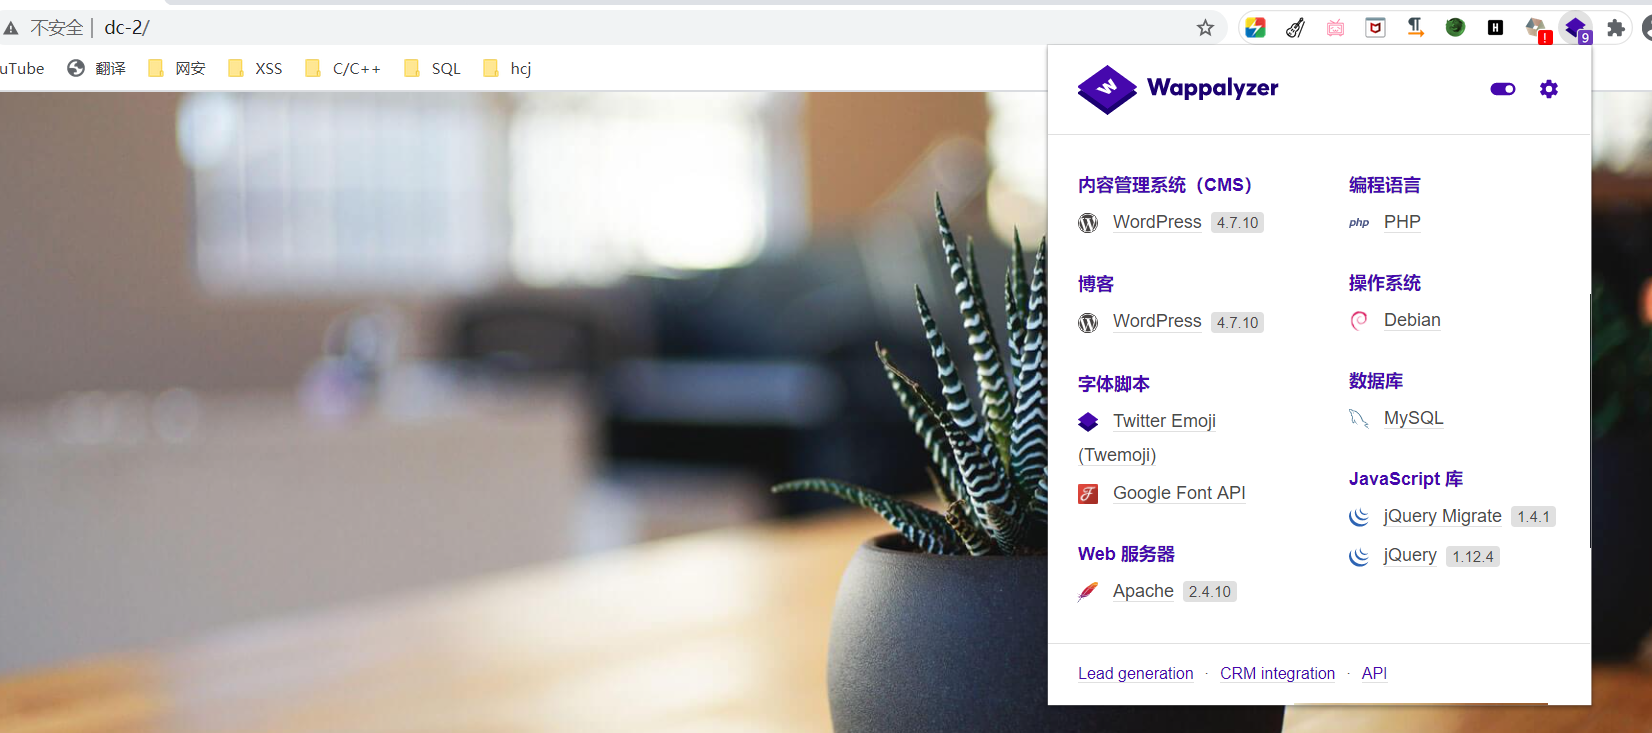 不安全 | dc-2/
uTube 翻译 网安 XSS C/C++ SQL hcj
H ! 9
W Wappalyzer
内容管理系统（CMS）
WordPress 4.7.10
博客
WordPress 4.7.10
字体脚本
Twitter Emoji
(Twemoji)
Google Font API
Web 服务器
Apache 2.4.10
编程语言
php PHP
操作系统
Debian
数据库
MySQL
JavaScript 库
jQuery Migrate 1.4.1
jQuery 1.12.4
Lead generation · CRM integration · API